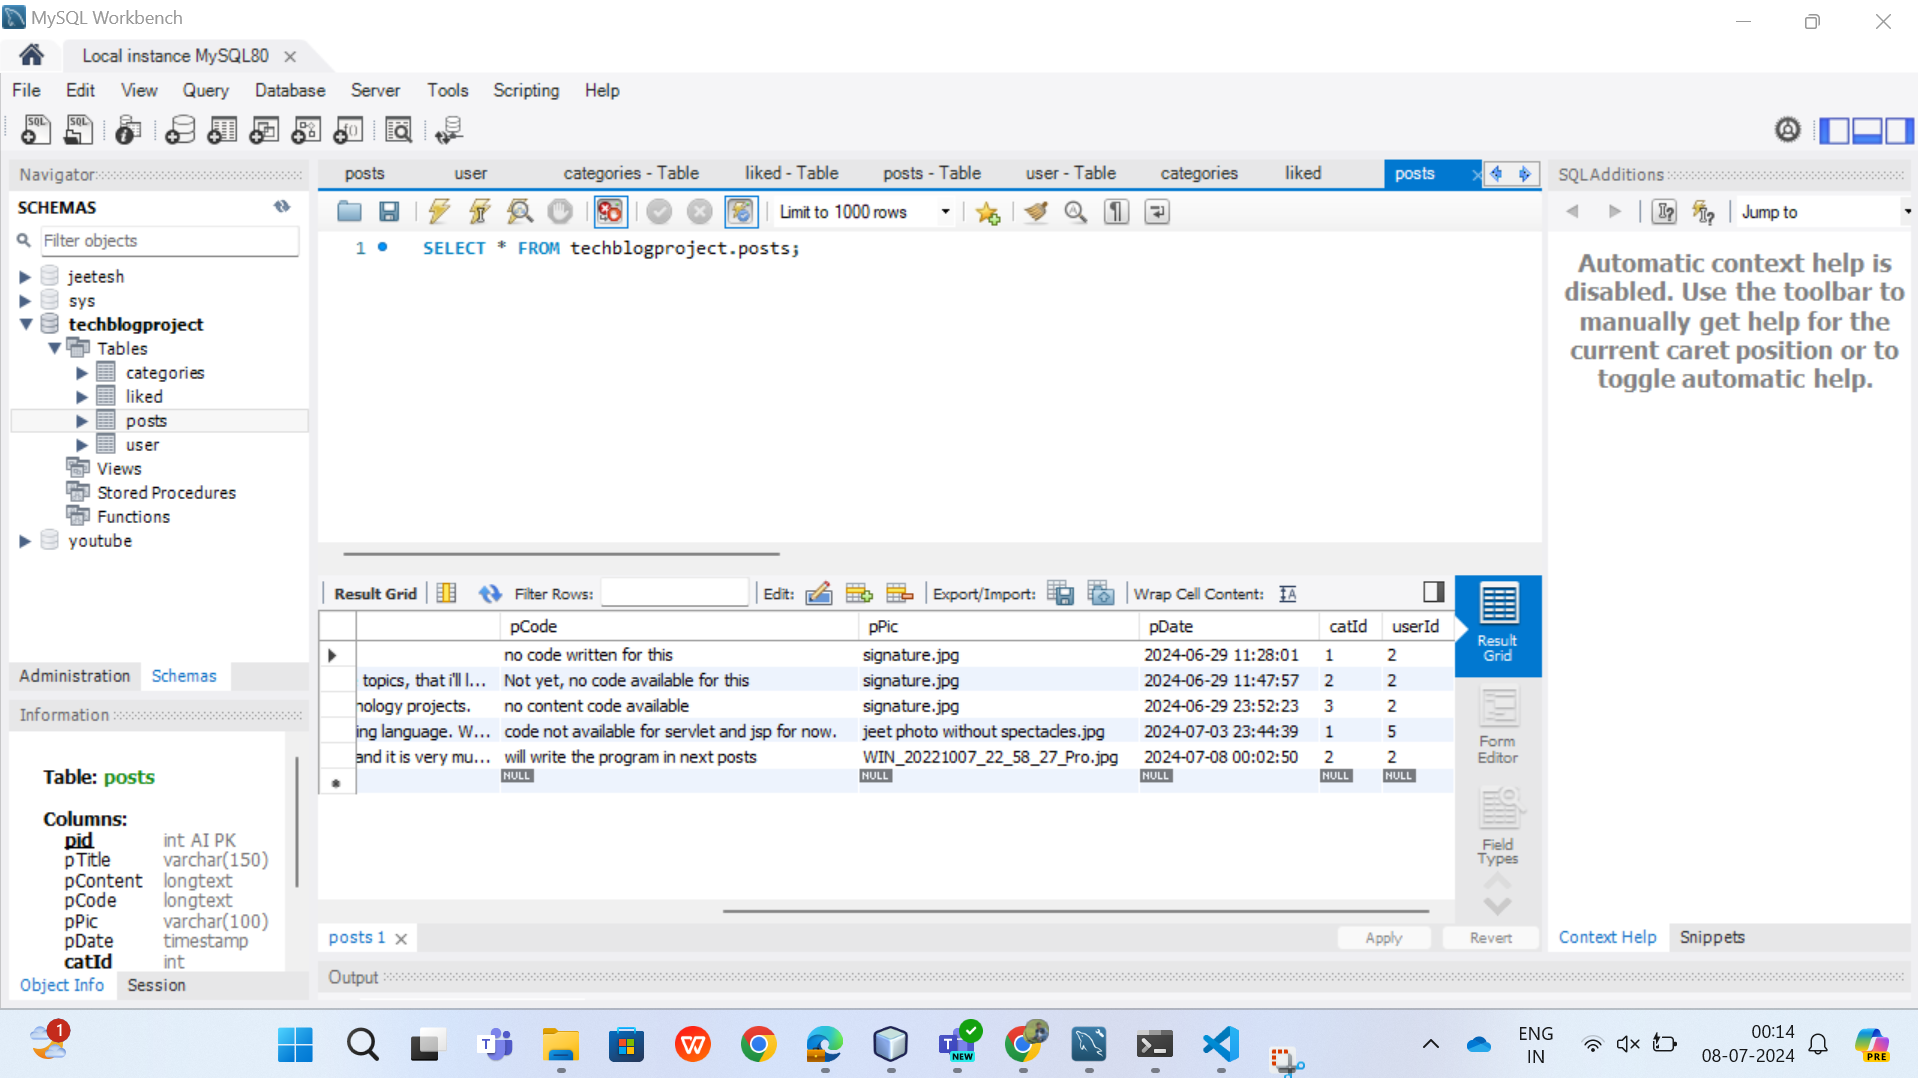 MySQL Workbench
Local instance MySQL80
File Edit View Query Database Server Tools Scripting Help
Navigator
SCHEMAS
Filter objects
jeetesh
sys
techblogproject
Tables
categories
liked
posts
user
Views
Stored Procedures
Functions
youtube
Administration Schemas
Information
Table: posts
Columns:
pid int AI PK
pTitle varchar(150)
pContent longtext
pCode longtext
pPic varchar(100)
pDate timestamp
catId int
Object Info Session
posts user categories - Table liked - Table posts - Table user - Table categories liked posts
Limit to 1000 rows
1 SELECT * FROM techblogproject.posts;
Result Grid Filter Rows: Edit: Export/Import: Wrap Cell Content:
pCode pPic pDate catId userId
no code written for this signature.jpg 2024-06-29 11:28:01 1 2
topics, that i'll l... Not yet, no code available for this signature.jpg 2024-06-29 11:47:57 2 2
nology projects. no content code available signature.jpg 2024-06-29 23:52:23 3 2
ing language. W... code not available for servlet and jsp for now. jeet photo without spectacles.jpg 2024-07-03 23:44:39 1 5
and it is very mu... will write the program in next posts WIN_20221007_22_58_27_Pro.jpg 2024-07-08 00:02:50 2 2
NULL NULL NULL NULL NULL
Result
Grid
Form
Editor
Field
Types
posts 1
Apply Revert
Output
SQLAdditions
Jump to
Automatic context help is
disabled. Use the toolbar to
manually get help for the
current caret position or to
toggle automatic help.
Context Help Snippets
1
NEW
ENG
IN
00:14
08-07-2024
PRE